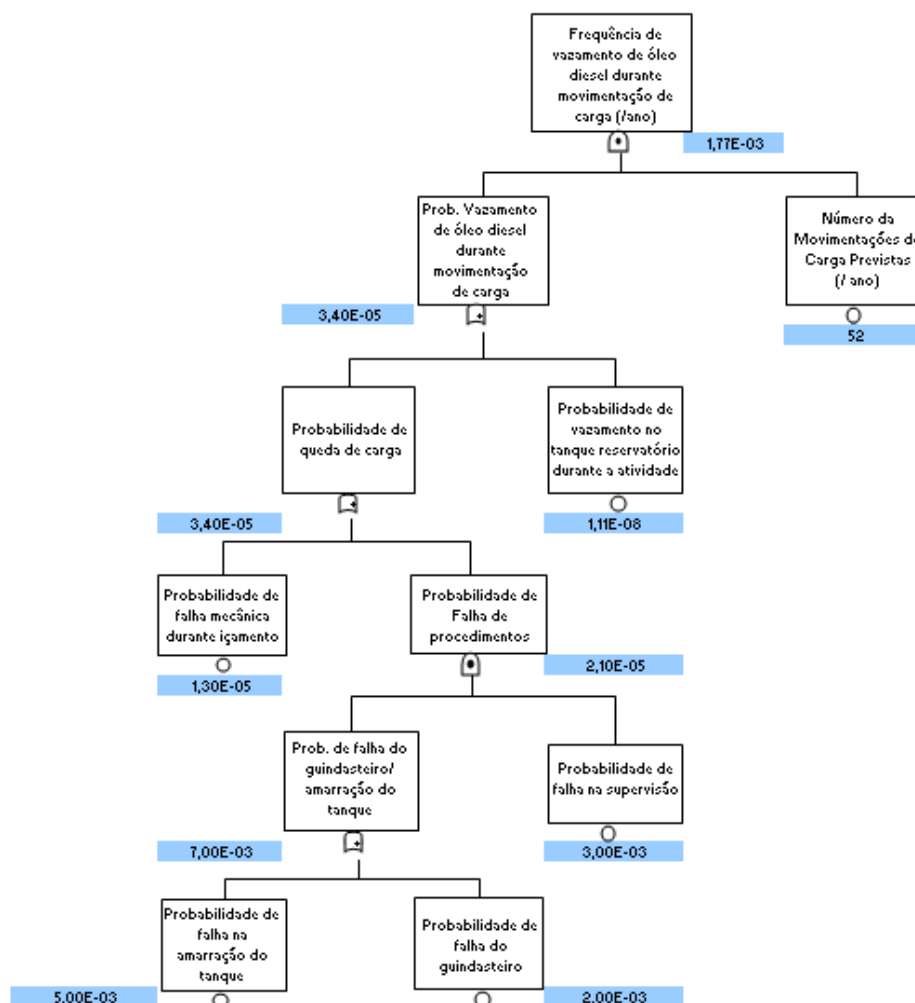 Frequência de
vazamento de óleo
diesel durante
movimentação de
carga (/ano)
1,77E-03
Prob. Vazamento
de óleo diesel
durante
movimentação
de carga
3,40E-05
Número da
Movimentações d
Carga Previstas
(/ ano)
52
Probabilidade de
queda de carga
3,40E-05
Probabilidade de
vazamento no
tanque reservatório
durante a atividade
1,11E-08
Probabilidade de
falha mecânica
durante içamento
1,30E-05
Probabilidade de
Falha de
procedimentos
2,10E-05
Prob. de falha do
guindasteiro/
amarração do
tanque
7,00E-03
Probabilidade de
falha na supervisão
3,00E-03
Probabilidade de
falha na
amarração do
tanque
5,00E-03
Probabilidade de
falha do
guindasteiro
2,00E-03